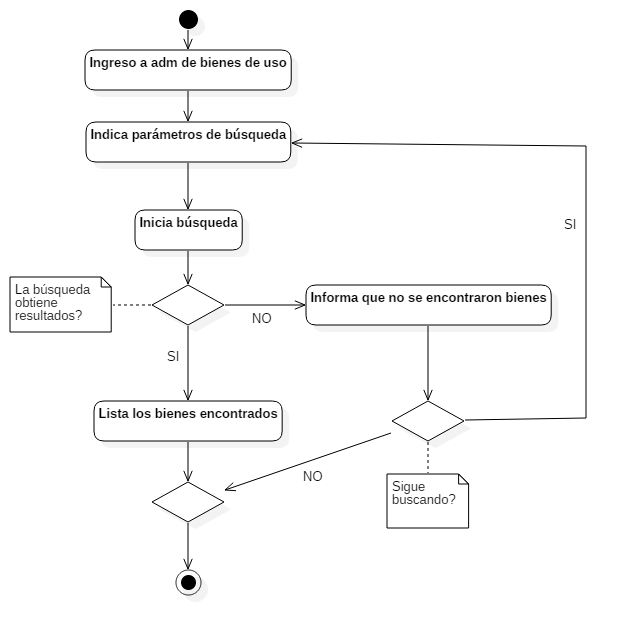 Ingreso a adm de bienes de uso
Indica parámetros de búsqueda
SI
Inicia búsqueda
La búsqueda
obtiene
resultados?
Informa que no se encontraron bienes
NO
SI
Lista los bienes encontrados
NO
Sigue
buscando?